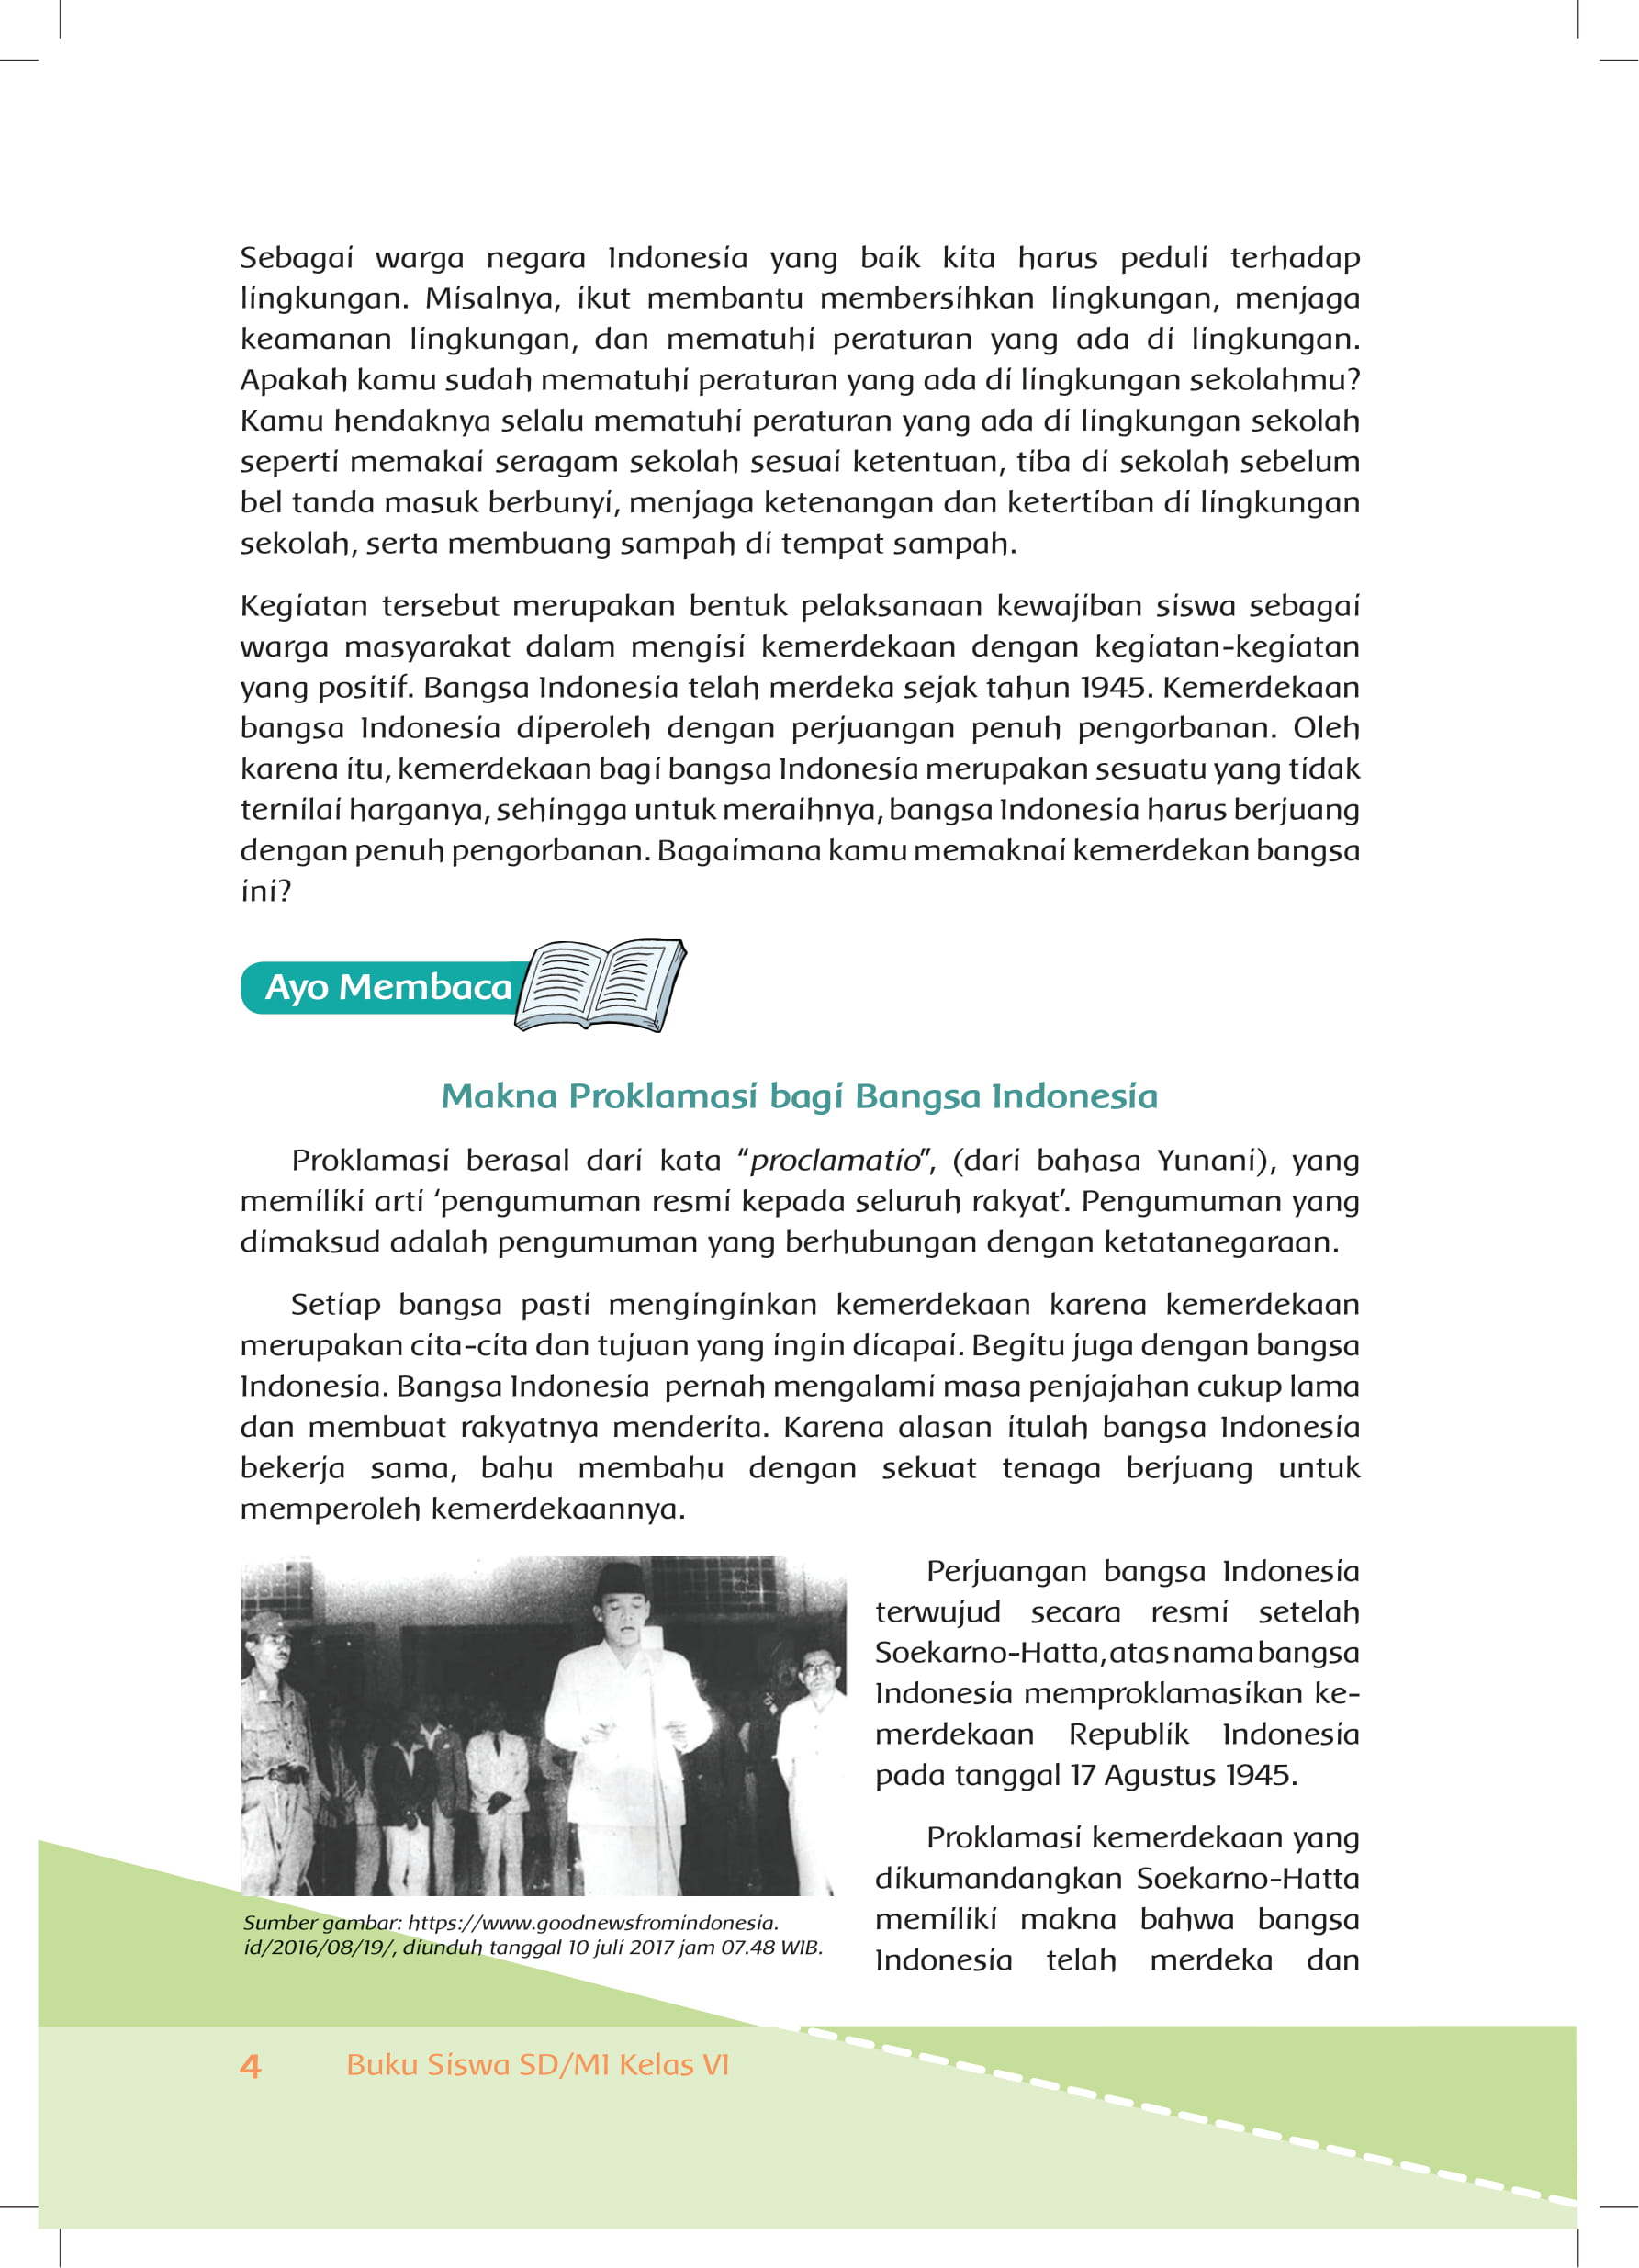 Sebagai warga negara Indonesia yang baik kita harus peduli terhadap
lingkungan. Misalnya, ikut membantu membersihkan lingkungan, menjaga
keamanan lingkungan, dan mematuhi peraturan yang ada di lingkungan.
Apakah kamu sudah mematuhi peraturan yang ada di lingkungan sekolahmu?
Kamu hendaknya selalu mematuhi peraturan yang ada di lingkungan sekolah
seperti memakai seragam sekolah sesuai ketentuan, tiba di sekolah sebelum
bel tanda masuk berbunyi, menjaga ketenangan dan ketertiban di lingkungan
sekolah, serta membuang sampah di tempat sampah.
Kegiatan tersebut merupakan bentuk pelaksanaan kewajiban siswa sebagai
warga masyarakat dalam mengisi kemerdekaan dengan kegiatan-kegiatan
yang positif. Bangsa Indonesia telah merdeka sejak tahun 1945. Kemerdekaan
bangsa Indonesia diperoleh dengan perjuangan penuh pengorbanan. Oleh
karena itu, kemerdekaan bagi bangsa Indonesia merupakan sesuatu yang tidak
ternilai harganya, sehingga untuk meraihnya, bangsa Indonesia harus berjuang
dengan penuh pengorbanan. Bagaimana kamu memaknai kemerdekan bangsa
ini?
Ayo Membaca
Makna Proklamasi bagi Bangsa Indonesia
Proklamasi berasal dari kata “proclamatio”, (dari bahasa Yunani), yang
memiliki arti ‘pengumuman resmi kepada seluruh rakyat’. Pengumuman yang
dimaksud adalah pengumuman yang berhubungan dengan ketatanegaraan.
Setiap bangsa pasti menginginkan kemerdekaan karena kemerdekaan
merupakan cita-cita dan tujuan yang ingin dicapai. Begitu juga dengan bangsa
Indonesia. Bangsa Indonesia pernah mengalami masa penjajahan cukup lama
dan membuat rakyatnya menderita. Karena alasan itulah bangsa Indonesia
bekerja sama, bahu membahu dengan sekuat tenaga berjuang untuk
memperoleh kemerdekaannya.
Perjuangan bangsa Indonesia
terwujud secara resmi setelah
Soekarno-Hatta, atas nama bangsa
Indonesia memproklamasikan ke-
merdekaan Republik Indonesia
pada tanggal 17 Agustus 1945.
Proklamasi kemerdekaan yang
dikumandangkan Soekarno-Hatta
memiliki makna bahwa bangsa
Indonesia telah merdeka dan
Sumber gambar: https://www.goodnewsfromindonesia.
id/2016/08/19/, diunduh tanggal 10 juli 2017 jam 07.48 WIB.
4 Buku Siswa SD/MI Kelas VI